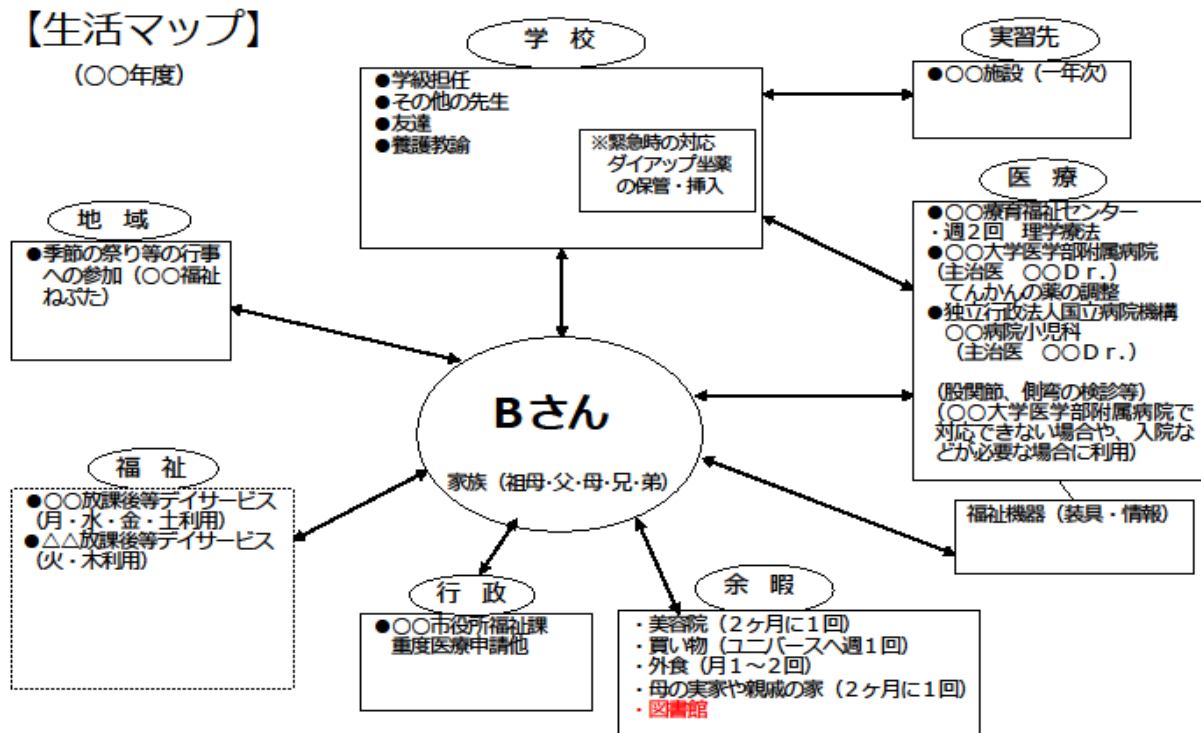 【生活マップ】
（○○年度）
学　校
●学級担任
●その他の先生
●友達
●養護教諭
※緊急時の対応
ダイアップ坐薬
の保管・挿入
実習先
●○○施設（一年次）
医　療
●○○療育福祉センター
・週２回　理学療法
●○○大学医学部附属病院
（主治医　○○Ｄｒ.）
てんかんの薬の調整
●独立行政法人国立病院機構
○○病院小児科
（主治医　○○Ｄｒ.）
（股関節、側弯の検診等）
（○○大学医学部附属病院で
対応できない場合や、入院な
どが必要な場合に利用）
福祉機器（装具・情報）
地　域
●季節の祭り等の行事
への参加（○○福祉
ねぷた）
Ｂさん
家族（祖母・父・母・兄・弟）
福　祉
●○○放課後等デイサービス
（月・水・金・土利用）
●△△放課後等デイサービス
（火・木利用）
行　政
●○○市役所福祉課
重度医療申請他
余　暇
・美容院（２ヶ月に１回）
・買い物（ユニバースへ週１回）
・外食（月１～２回）
・母の実家や親戚の家（２ヶ月に１回）
・図書館